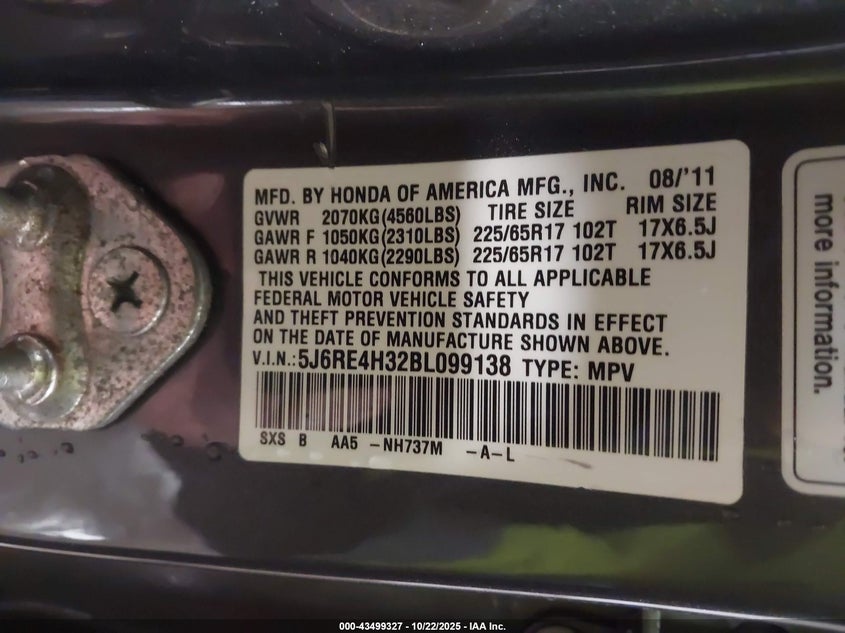 MFD. BY HONDA OF AMERICA MFG., INC. 08/'11
GVWR 2070KG(4560LBS) TIRE SIZE RIM SIZE
GAWR F 1050KG(2310LBS) 225/65R17 102T 17X6.5J
GAWR R 1040KG(2290LBS) 225/65R17 102T 17X6.5J
THIS VEHICLE CONFORMS TO ALL APPLICABLE
FEDERAL MOTOR VEHICLE SAFETY
AND THEFT PREVENTION STANDARDS IN EFFECT
ON THE DATE OF MANUFACTURE SHOWN ABOVE.
V.I.N.:5J6RE4H32BL099138 TYPE: MPV
SXS B AA5 -NH737M -A-L
more information.
000-43499327 - 10/22/2025 - IAA Inc.